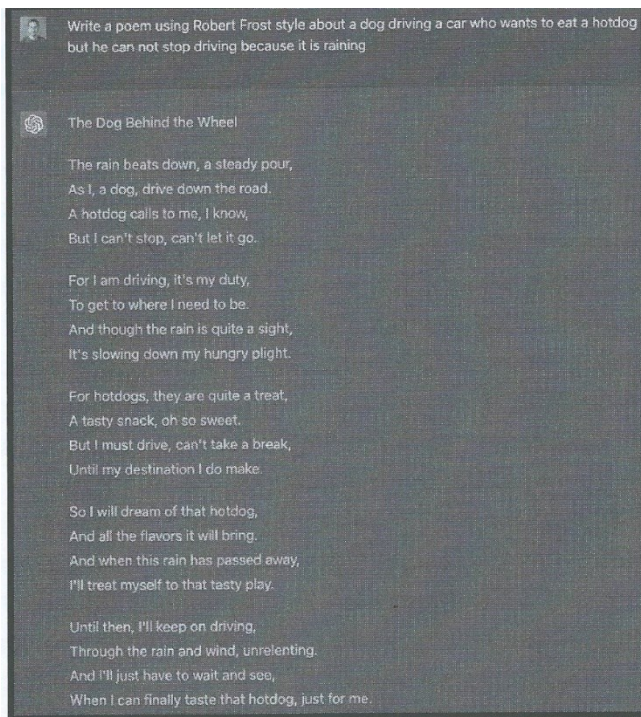 Write a poem using Robert Frost style about a dog driving a car who wants to eat a hotdog
but he can not stop driving because it is raining
The Dog Behind the Wheel
The rain beats down, a steady pour,
As I, a dog, drive down the road.
A hotdog calls to me, I know,
But I can't stop, can't let it go.
For I am driving, it's my duty,
To get to where I need to be.
And though the rain is quite a sight,
It's slowing down my hungry plight.
For hotdogs, they are quite a treat,
A tasty snack, oh so sweet.
But I must drive, can't take a break,
Until my destination I do make.
So I will dream of that hotdog,
And all the flavors it will bring.
And when this rain has passed away,
I'll treat myself to that tasty play.
Until then, I'll keep on driving,
Through the rain and wind, unrelenting.
And I'll just have to wait and see,
When I can finally taste that hotdog, just for me.